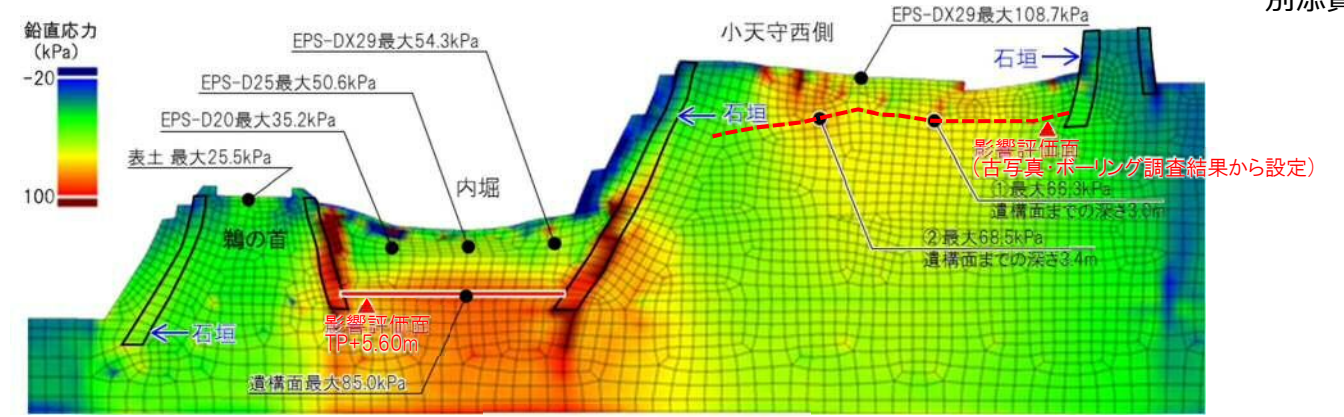 別添資
鉛直応力
(kPa)
-20
100
EPS-DX29最大54.3kPa
EPS-D25最大50.6kPa
EPS-D20最大35.2kPa
表土 最大25.5kPa
内堀
鵜の首
石垣
影響評価面
TP+5.60m
遺構面最大85.0kPa
EPS-DX29最大108.7kPa
小天守西側
石垣
石垣
影響評価面
(古写真・ボーリング調査結果から設定)
①最大66.3kPa
遺構面までの深さ3.0m
②最大68.5kPa
遺構面までの深さ3.4m